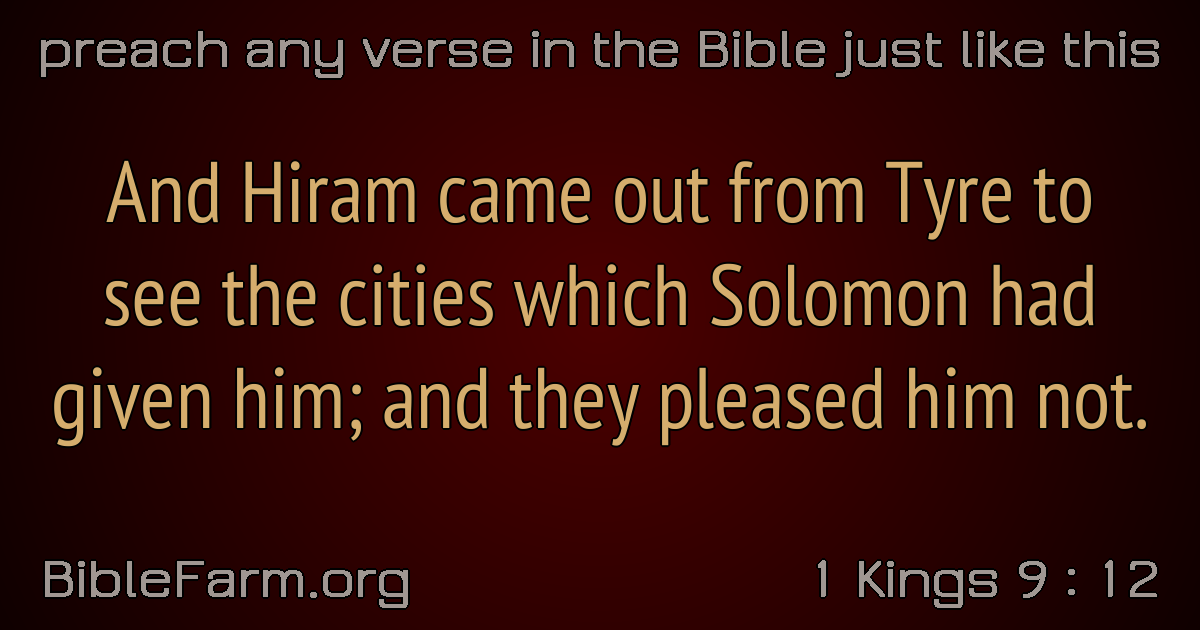 preach any verse in the Bible just like this
And Hiram came out from Tyre to
see the cities which Solomon had
given him; and they pleased him not.
BibleFarm.org
1 Kings 9 : 12